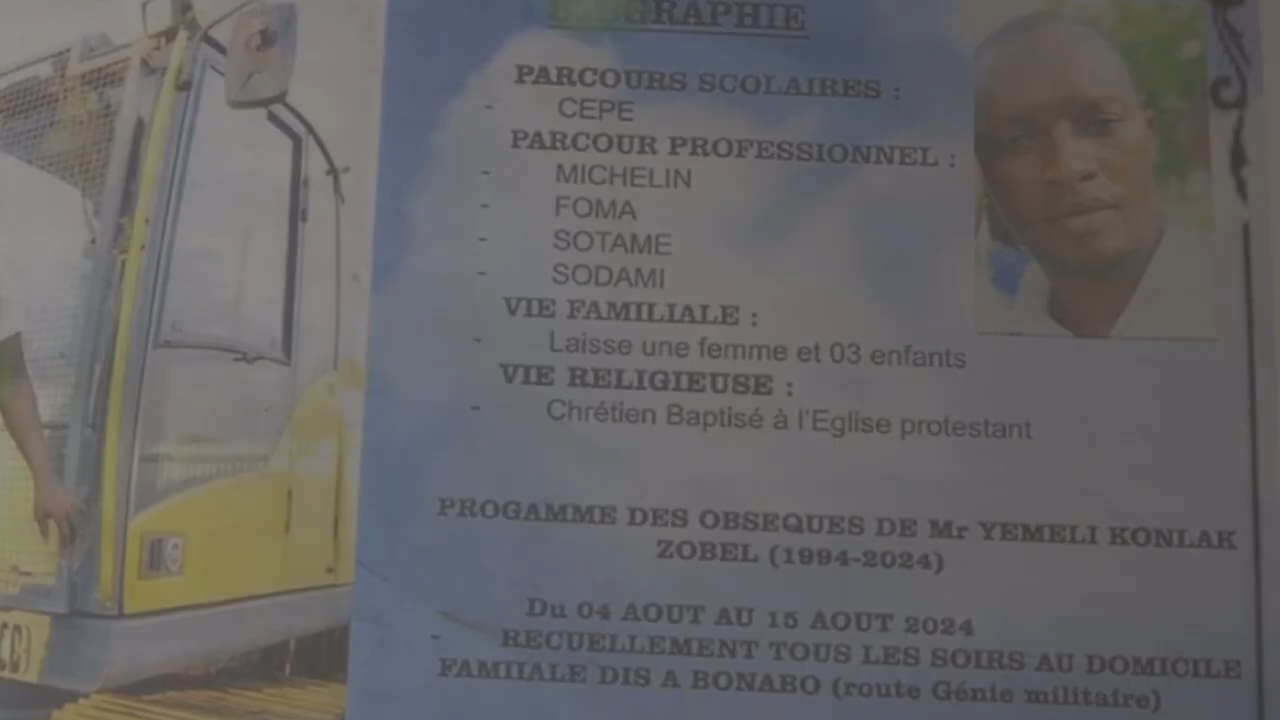 GRAPHIE
PARCOURS SCOLAIRES :
- CEPE
PARCOUR PROFESSIONNEL :
- MICHELIN
- FOMA
- SOTAME
- SODAMI
VIE FAMILIALE :
- Laisse une femme et 03 enfants
VIE RELIGIEUSE :
- Chrétien Baptisé à l'Eglise protestant
PROGAMME DES OBSEQUES DE Mr YEMELI KONLAK
ZOBEL (1994-2024)
Du 04 AOUT AU 15 AOUT 2024
- RECUELLEMENT TOUS LES SOIRS AU DOMICILE
FAMIIALE DIS A BONABO (route Génie militaire)